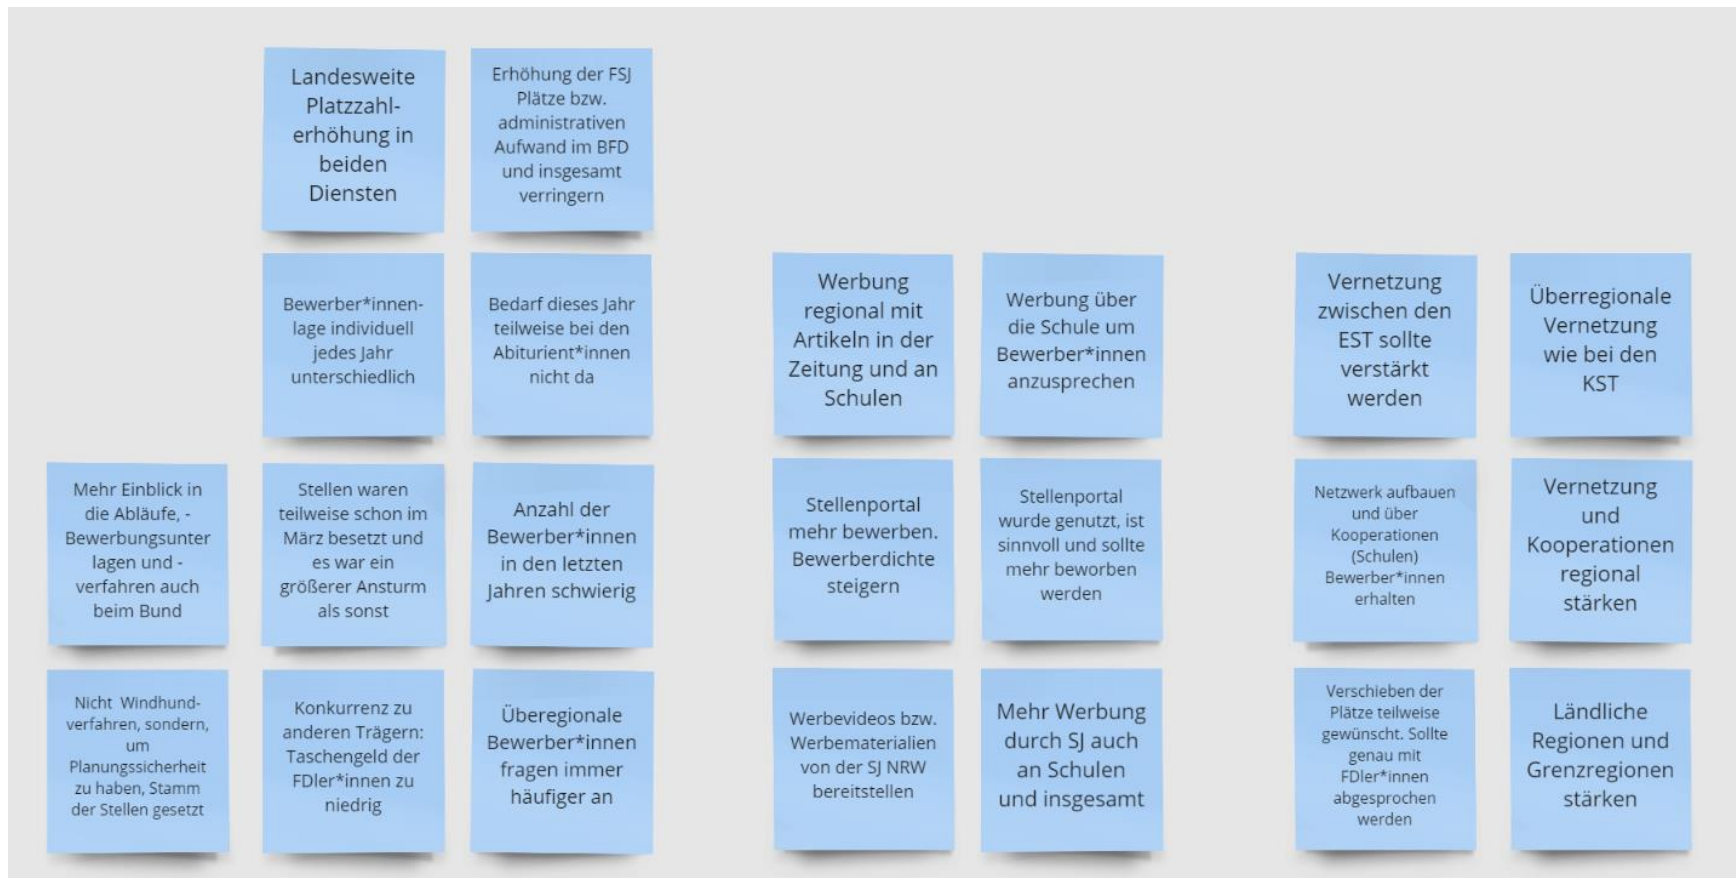 Landesweite
Platzzahl-
erhöhung in
beiden
Diensten
Erhöhung der FSJ
Plätze bzw.
administrativen
Aufwand im BFD
und insgesamt
verringern
Bewerber*innen-
lage individuell
jedes Jahr
unterschiedlich
Bedarf dieses Jahr
teilweise bei den
Abiturient*innen
nicht da
Mehr Einblick in
die Abläufe, -
Bewerbungsunter
lagen und -
verfahren auch
beim Bund
Stellen waren
teilweise schon im
März besetzt und
es war ein
größerer Ansturm
als sonst
Anzahl der
Bewerber*innen
in den letzten
Jahren schwierig
Nicht Windhund-
verfahren, sondern,
um
Planungssicherheit
zu haben, Stamm
der Stellen gesetzt
Konkurrenz zu
anderen Trägern:
Taschengeld der
FDler*innen zu
niedrig
Überegionale
Bewerber*innen
fragen immer
häufiger an
Werbung
regional mit
Artikeln in der
Zeitung und an
Schulen
Werbung über
die Schule um
Bewerber*innen
anzusprechen
Stellenportal
mehr bewerben.
Bewerberdichte
steigern
Stellenportal
wurde genutzt, ist
sinnvoll und sollte
mehr beworben
werden
Werbevideos bzw.
Werbematerialien
von der SJ NRW
bereitstellen
Mehr Werbung
durch SJ auch
an Schulen
und insgesamt
Vernetzung
zwischen den
EST sollte
verstärkt
werden
Überregionale
Vernetzung
wie bei den
KST
Netzwerk aufbauen
und über
Kooperationen
(Schulen)
Bewerber*innen
erhalten
Vernetzung
und
Kooperationen
regional
stärken
Verschieben der
Plätze teilweise
gewünscht. Sollte
genau mit
FDler*innen
abgesprochen
werden
Ländliche
Regionen und
Grenzregionen
stärken